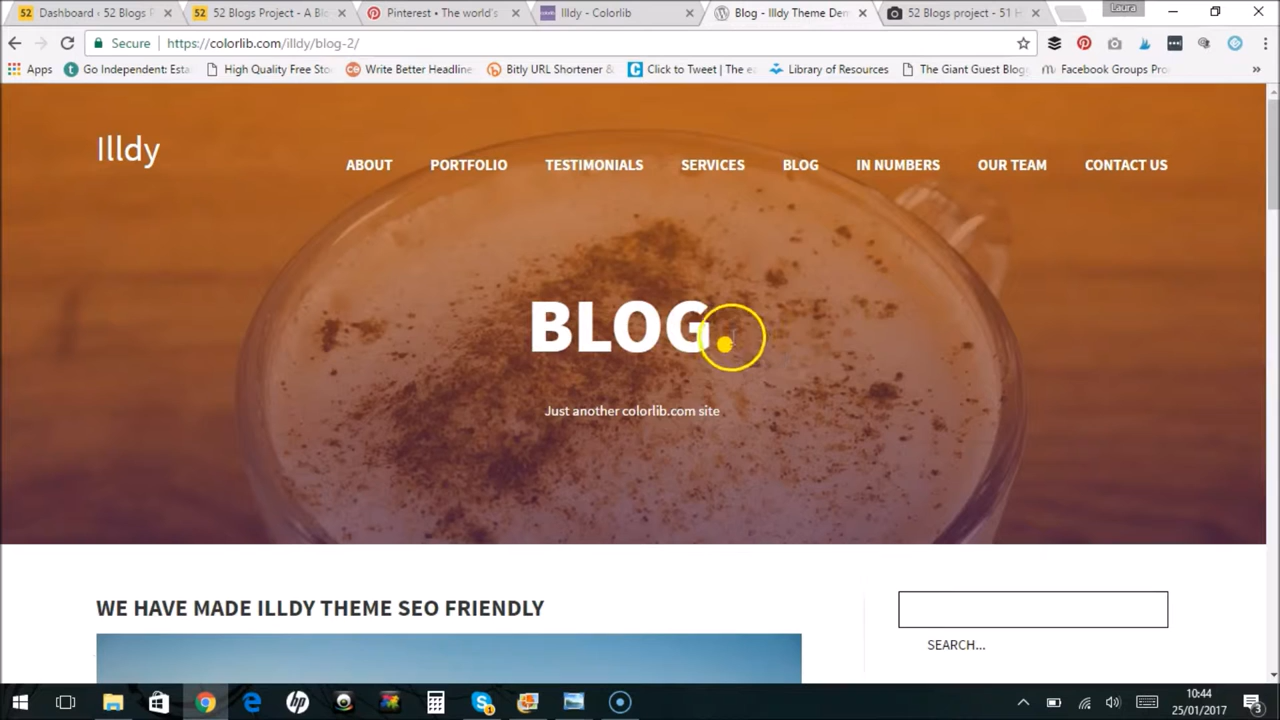 Laura
52 Dashboard ‹ 52 Blogs P
52 52 Blogs Project - A Blo
Pinterest • The world's
Illdy - Colorlib
Blog - Illdy Theme Dem
52 Blogs project - 51 H
Secure
https://colorlib.com/illdy/blog-2/
Apps
Go Independent: Esta
High Quality Free Sto
Write Better Headline
Bitly URL Shortener &
Click to Tweet | The e
Library of Resources
The Giant Guest Blog
Facebook Groups Pro
»
Illdy
ABOUT
PORTFOLIO
TESTIMONIALS
SERVICES
BLOG
IN NUMBERS
OUR TEAM
CONTACT US
BLOG.
Just another colorlib.com site
WE HAVE MADE ILLDY THEME SEO FRIENDLY
SEARCH...
10:44
25/01/2017
3